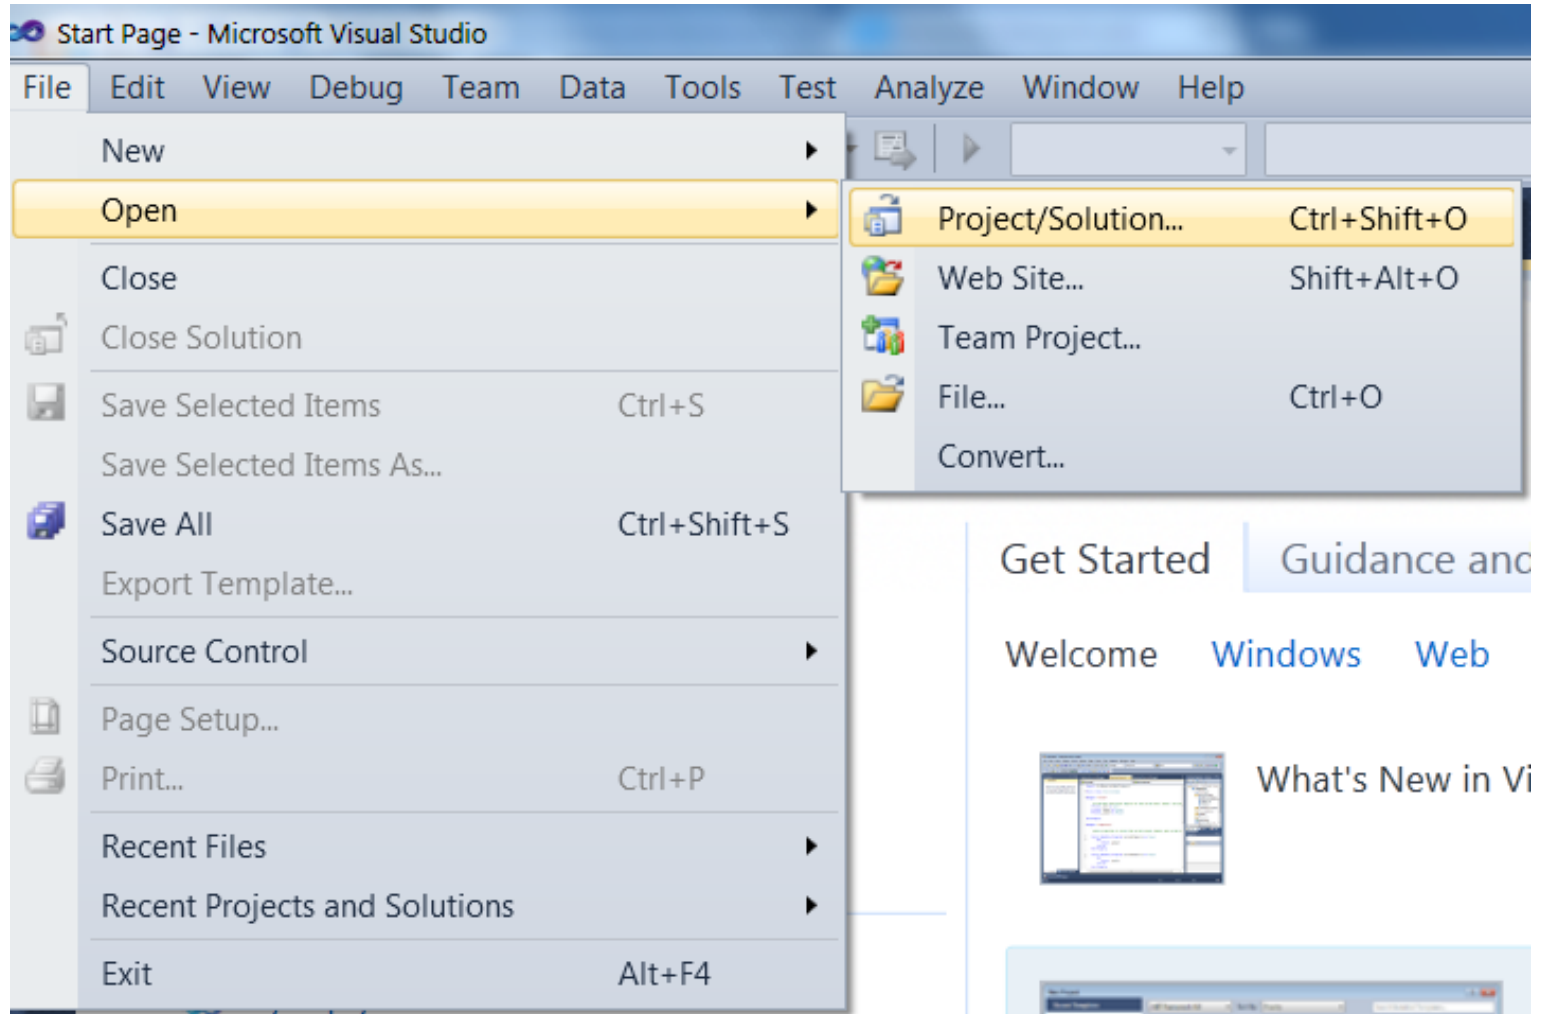 Start Page - Microsoft Visual Studio
File Edit View Debug Team Data Tools Test Analyze Window Help
New
Open
Close
Close Solution
Save Selected Items Ctrl+S
Save Selected Items As...
Save All Ctrl+Shift+S
Export Template...
Source Control
Page Setup...
Print... Ctrl+P
Recent Files
Recent Projects and Solutions
Exit Alt+F4
Project/Solution... Ctrl+Shift+O
Web Site... Shift+Alt+O
Team Project...
File... Ctrl+O
Convert...
Get Started Guidance and
Welcome Windows Web
What's New in Vi